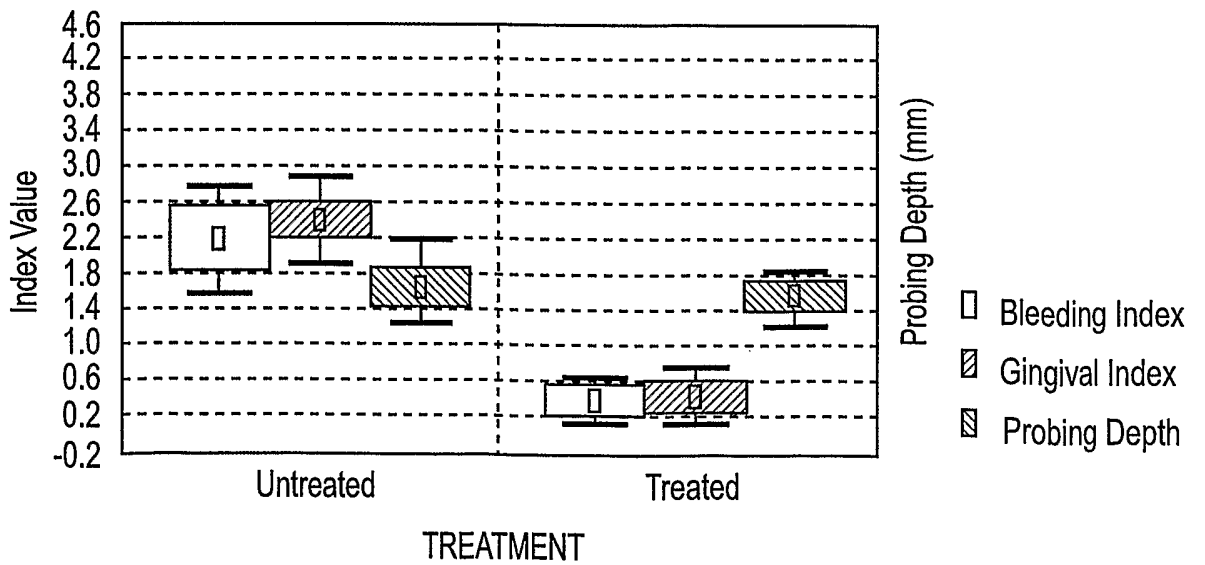 4.6
4.2
3.8
3.4
3.0
2.6
2.2
1.8
1.4
1.0
0.6
0.2
-0.2
Index Value
Probing Depth (mm)
Bleeding Index
Gingival Index
Probing Depth
Untreated
Treated
TREATMENT